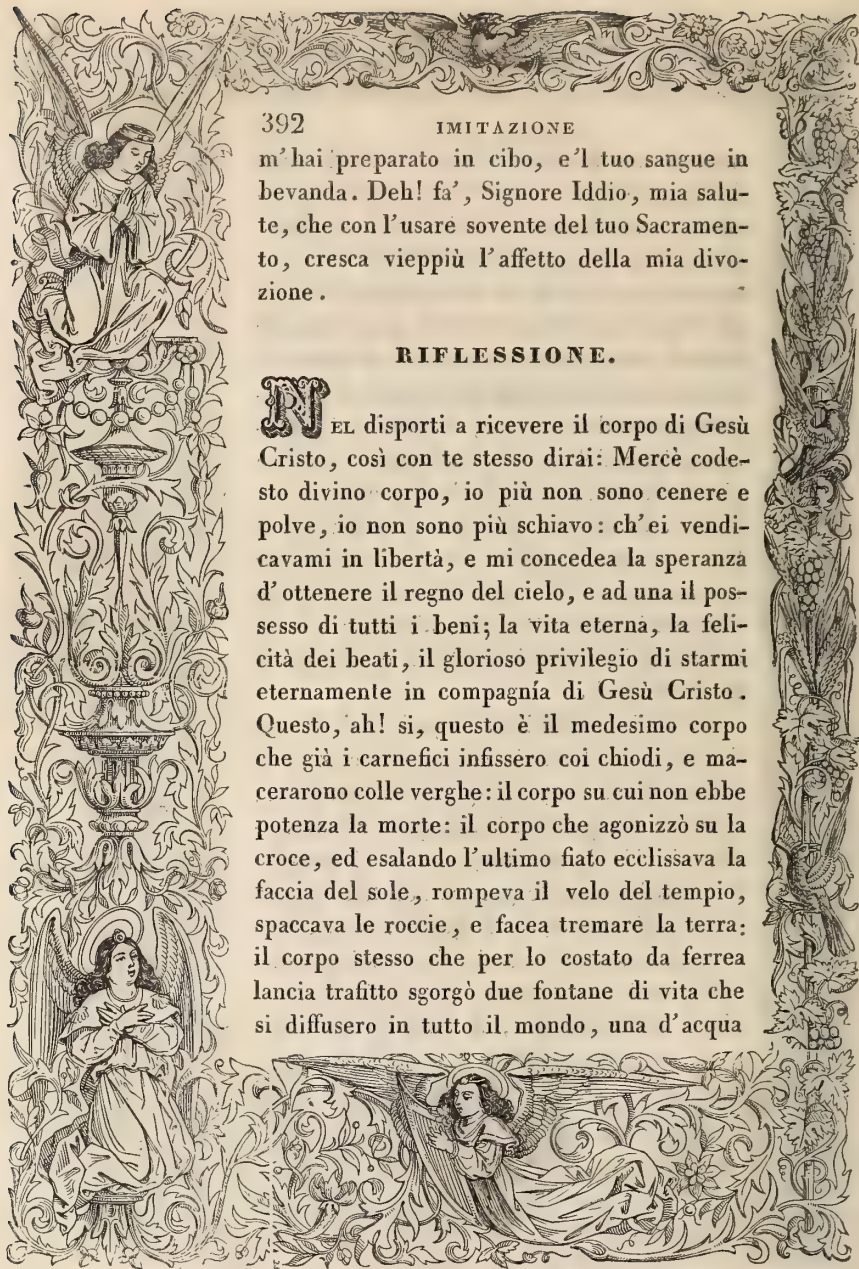 392 IMITAZIONE
m'hai preparato in cibo, e'l tuo sangue in
bevanda. Deh! fa', Signore Iddio, mia salu-
te, che con l'usare sovente del tuo Sacramen-
to, cresca vieppiù l'affetto della mia divo-
zione.
RIFLESSIONE.
NEL disporti a ricevere il corpo di Gesù
Cristo, così con te stesso dirai: Mercè code-
sto divino corpo, io più non sono cenere e
polve, io non sono più schiavo: ch'ei vendi-
cavami in libertà, e mi concedea la speranza
d'ottenere il regno del cielo, e ad una il pos-
sesso di tutti i beni; la vita eterna, la feli-
cità dei beati, il glorioso privilegio di starmi
eternamente in compagnía di Gesù Cristo.
Questo, ah! si, questo è il medesimo corpo
che già i carnefici infissero coi chiodi, e ma-
cerarono colle verghe: il corpo su cui non ebbe
potenza la morte: il corpo che agonizzò su la
croce, ed esalando l'ultimo fiato ecclissava la
faccia del sole, rompeva il velo del tempio,
spaccava le roccie, e facea tremare la terra:
il corpo stesso che per lo costato da ferrea
lancia trafitto sgorgò due fontane di vita che
si diffusero in tutto il mondo, una d'acqua